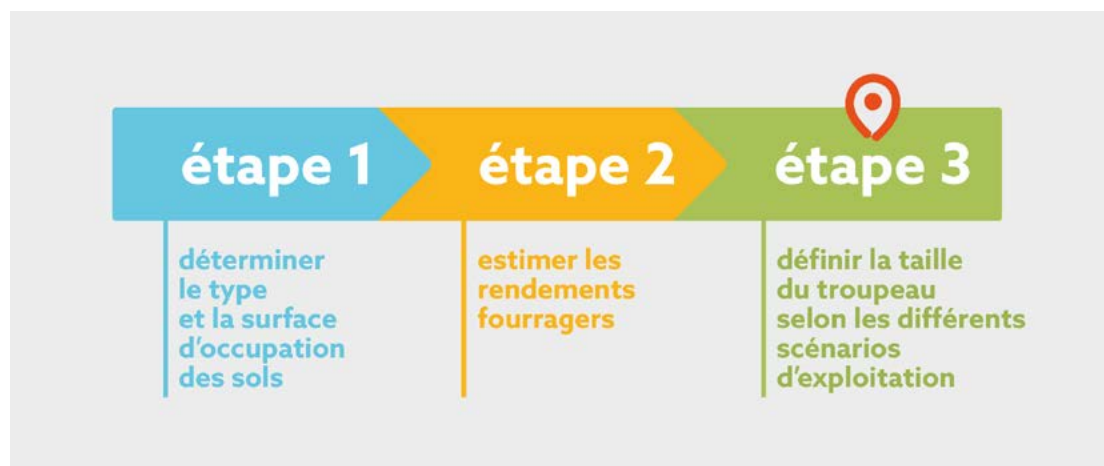 étape 1
étape 2
étape 3
déterminer
le type
et la surface
d'occupation
des sols
estimer les
rendements
fourragers
définir la taille
du troupeau
selon les différents
scénarios
d'exploitation